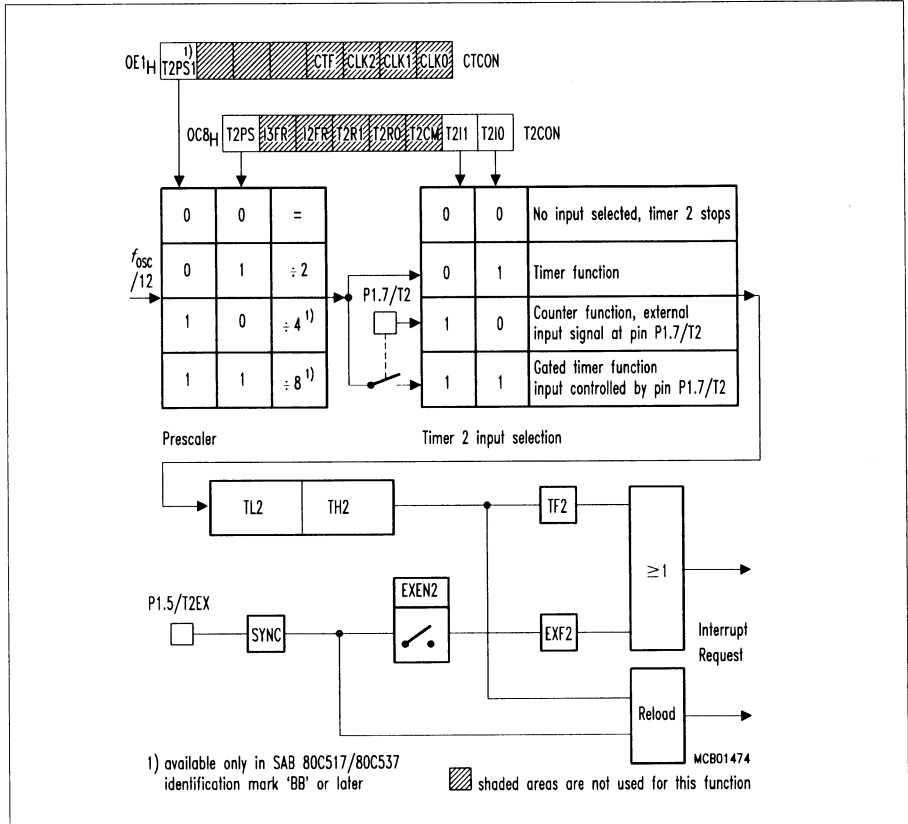 0E1H T2PS1 1) CTF CLK2 CLK1 CLK0 CTCON
0C8H T2PS I3FR I2FR T2R1 T2R0 T2CM T2I1 T2I0 T2CON
fosc /12
0 0 =
0 1 ÷2
1 0 ÷4 1)
1 1 ÷8 1)
Prescaler
P1.7/T2
0 0 No input selected, timer 2 stops
0 1 Timer function
1 0 Counter function, external
input signal at pin P1.7/T2
1 1 Gated timer function
input controlled by pin P1.7/T2
Timer 2 input selection
TL2 TH2
TF2
≥1
EXEN2
P1.5/T2EX
SYNC
EXF2
Interrupt
Request
Reload
MCB01474
1) available only in SAB 80C517/80C537
identification mark 'BB' or later
shaded areas are not used for this function